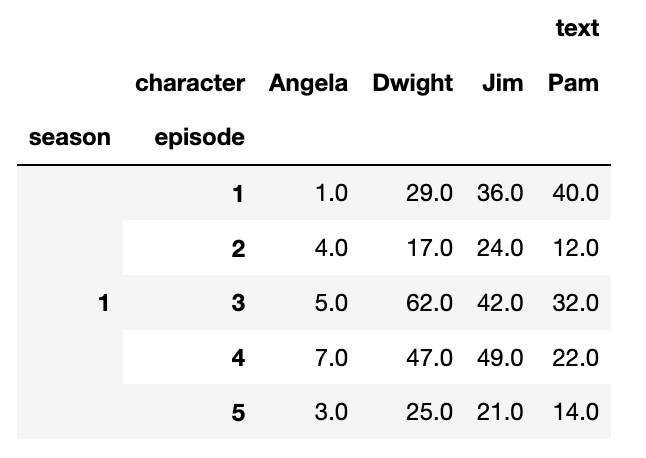 text
character Angela Dwight Jim Pam
season episode
1 1.0 29.0 36.0 40.0
2 4.0 17.0 24.0 12.0
1 3 5.0 62.0 42.0 32.0
4 7.0 47.0 49.0 22.0
5 3.0 25.0 21.0 14.0